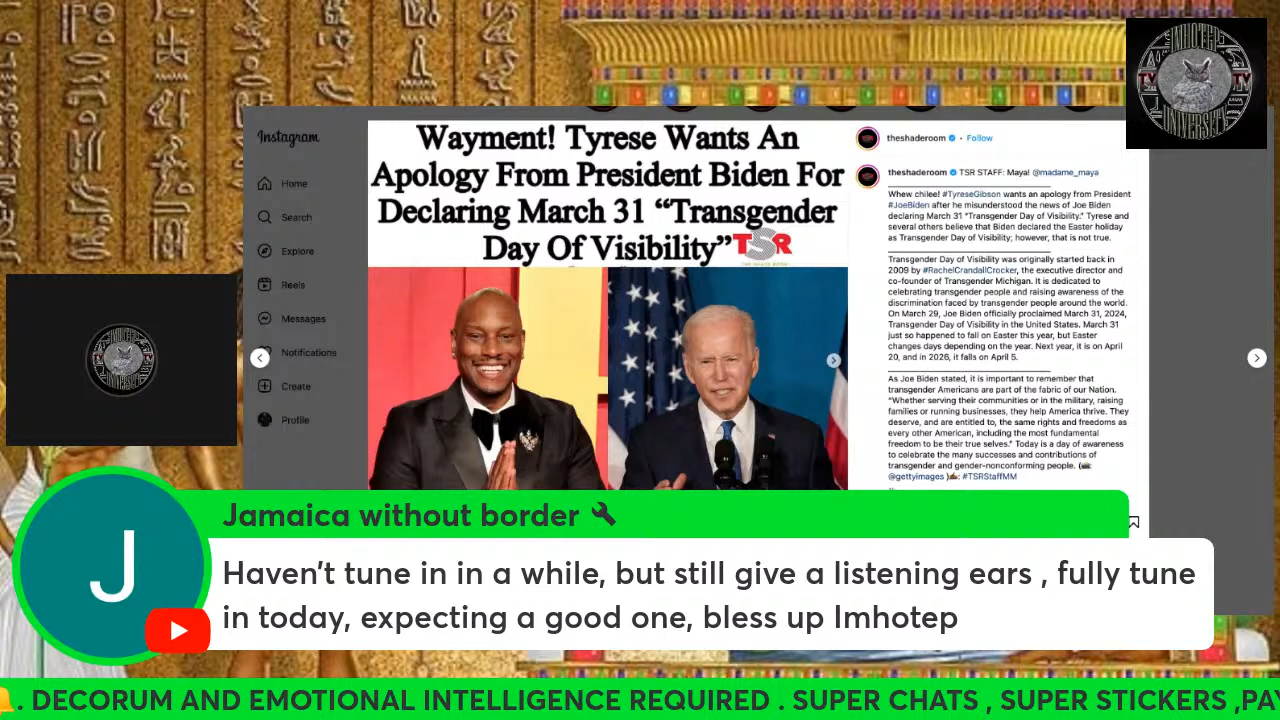 Instagram
Home
Search
Explore
Reels
Messages
Notifications
Create
Profile
Wayment! Tyrese Wants An
Apology From President Biden For
Declaring March 31 “Transgender
Day Of Visibility”
TSR
theshaderoom • Follow
theshaderoom TSR STAFF: Maya! @madame_maya
Whew chilee! #TyreseGibson wants an apology from President
#JoeBiden after he misunderstood the news of Joe Biden
declaring March 31 “Transgender Day of Visibility.” Tyrese and
several others believe that Biden declared the Easter holiday
as Transgender Day of Visibility; however, that is not true.
Transgender Day of Visibility was originally started back in
2009 by #RachelCrandallCrocker, the executive director and
co-founder of Transgender Michigan. It is dedicated to
celebrating transgender people and raising awareness of the
discrimination faced by transgender people around the world.
On March 29, Joe Biden officially proclaimed March 31, 2024,
Transgender Day of Visibility in the United States. March 31
just so happened to fall on Easter this year, but Easter
changes days depending on the year. Next year, it is on April
20, and in 2026, it falls on April 5.
As Joe Biden stated, it is important to remember that
transgender Americans are part of the fabric of our Nation.
“Whether serving their communities or in the military, raising
families or running businesses, they help America thrive. They
deserve, and are entitled to, the same rights and freedoms as
every other American, including the most fundamental
freedom to be their true selves.” Today is a day of awareness
to celebrate the many successes and contributions of
transgender and gender-nonconforming people. (📷:
@gettyimages )✍🏾: #TSRStaffMM
IMHOTEP
TV TV
UNIVERSITY
J
Jamaica without border 🔧
Haven't tune in in a while, but still give a listening ears , fully tune
in today, expecting a good one, bless up Imhotep
🔔. DECORUM AND EMOTIONAL INTELLIGENCE REQUIRED . SUPER CHATS , SUPER STICKERS ,PA